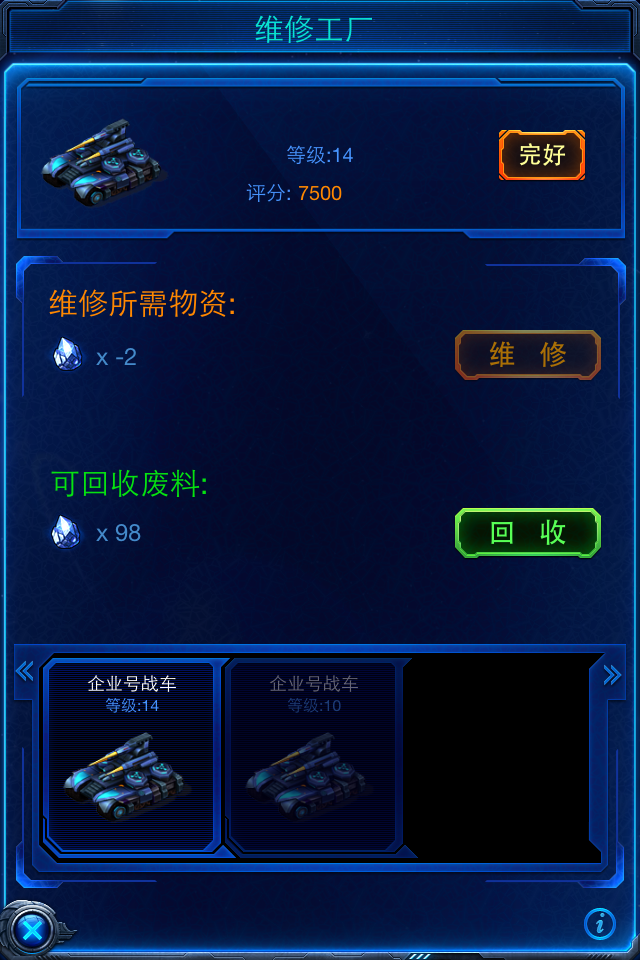 维修工厂
等级:14
评分: 7500
完好
维修所需物资:
x -2
维 修
可回收废料:
x 98
回 收
企业号战车
等级:14
企业号战车
等级:10